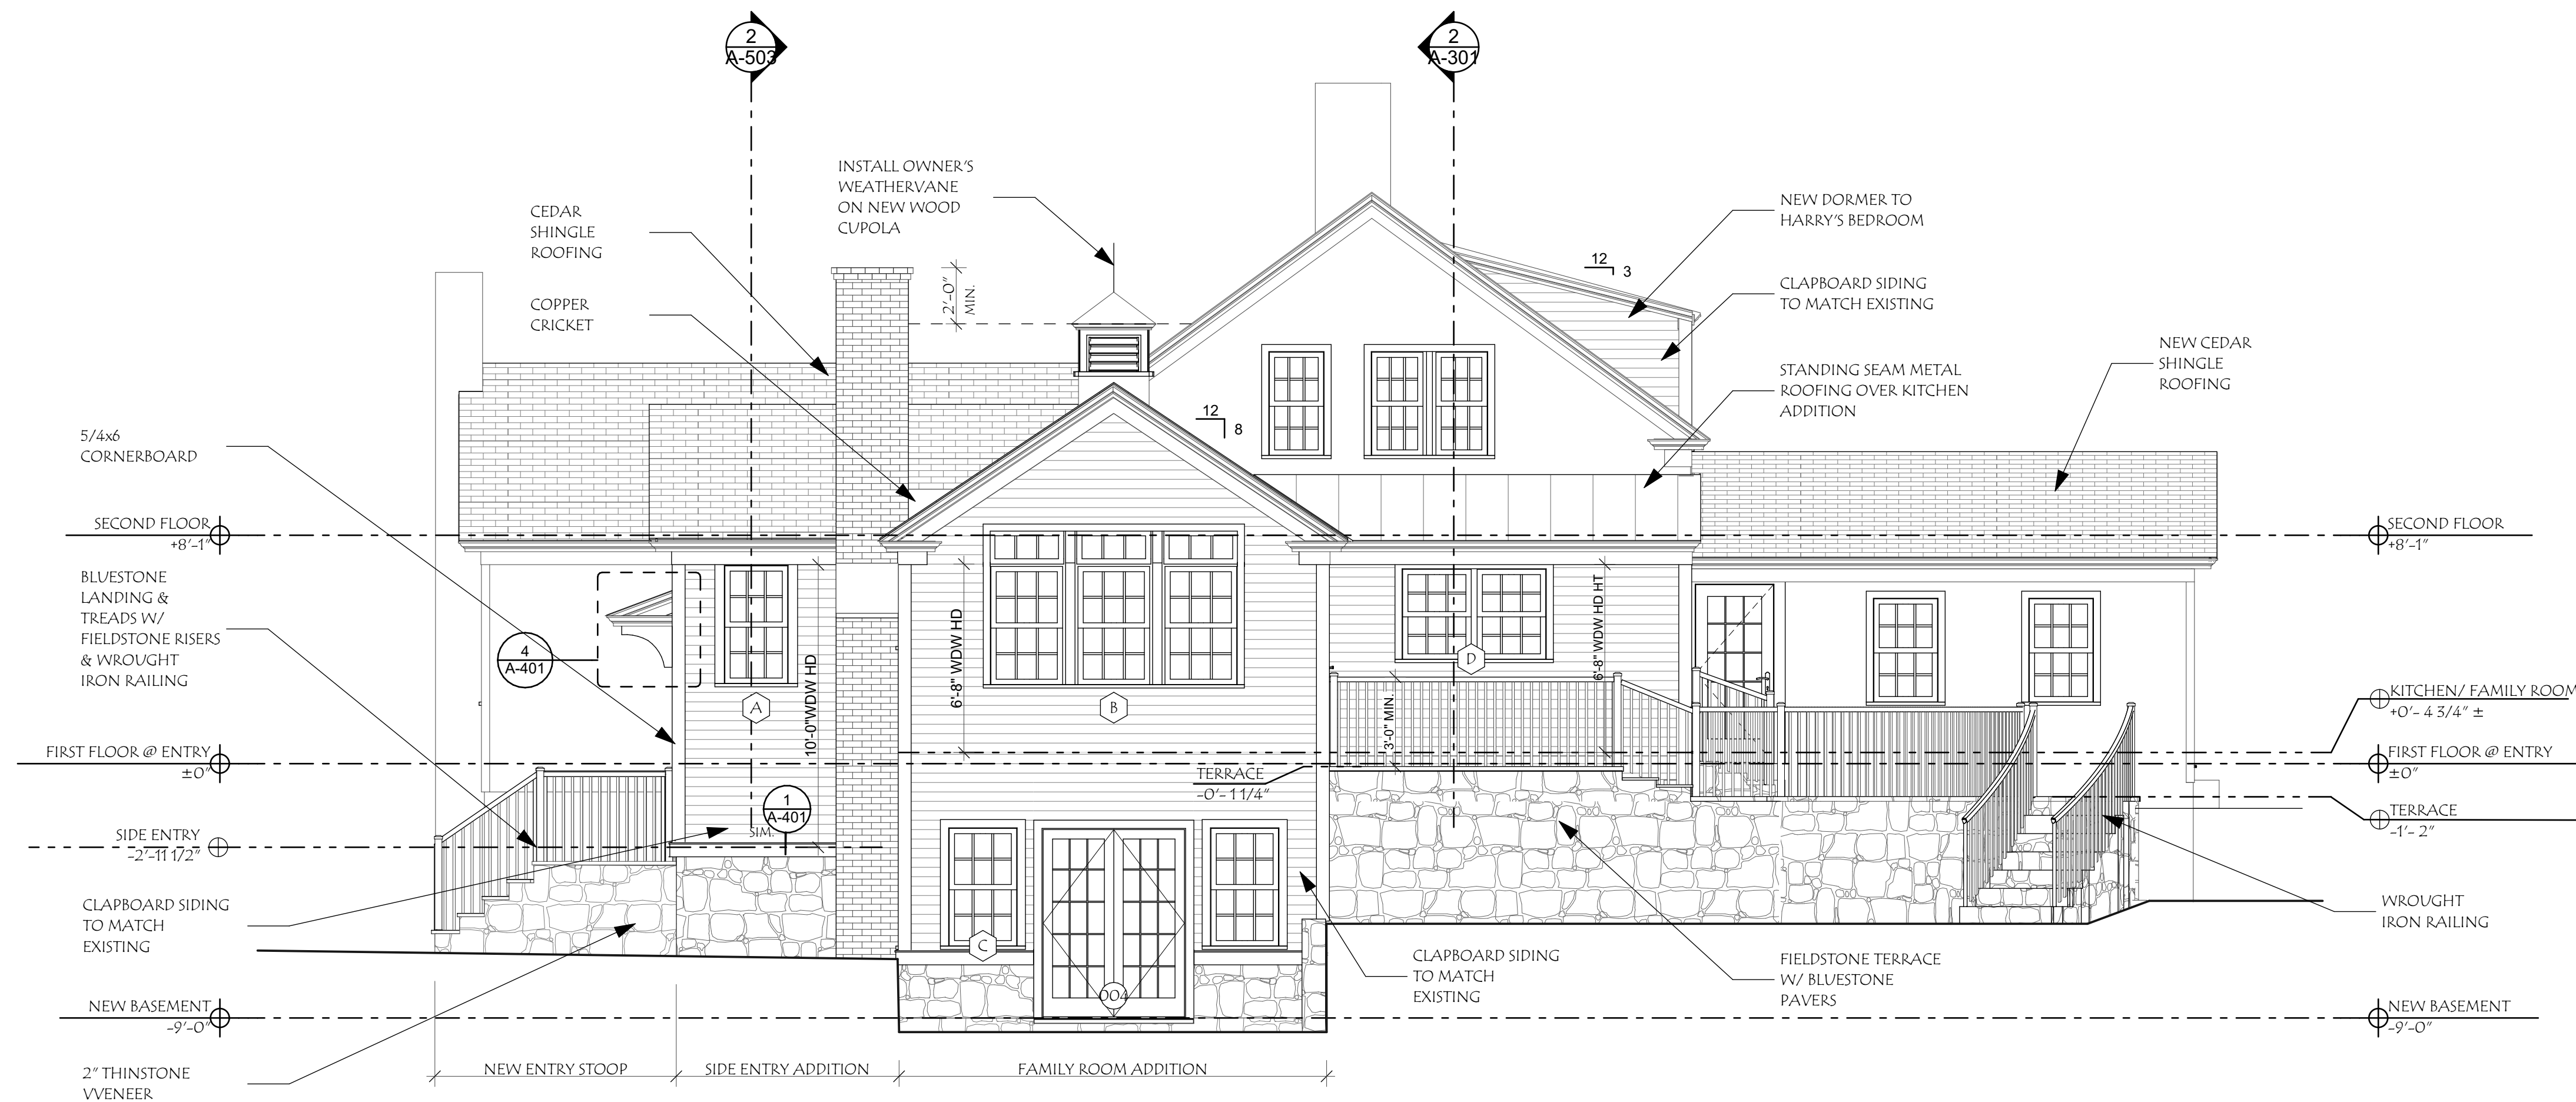 2
A-503
2
A-301
INSTALL OWNER'S
WEATHERVANE
ON NEW WOOD
CUPOLA
CEDAR
SHINGLE
ROOFING
NEW DORMER TO
HARRY'S BEDROOM
12
3
2'-0"
MIN.
CLAPBOARD SIDING
TO MATCH EXISTING
COPPER
CRICKET
NEW CEDAR
SHINGLE
ROOFING
STANDING SEAM METAL
ROOFING OVER KITCHEN
ADDITION
12
8
5/4x6
CORNERBOARD
SECOND FLOOR
+8'-1"
SECOND FLOOR
+8'-1"
BLUESTONE
LANDING &
TREADS W/
FIELDSTONE RISERS
& WROUGHT
IRON RAILING
4
A-401
10'-0"WDW HD
6'-8" WDW HD
6'-8" WDW HD HT
A
B
D
3'-0" MIN.
KITCHEN/ FAMILY ROOM
+0'- 4 3/4" ±
FIRST FLOOR @ ENTRY
±0"
FIRST FLOOR @ ENTRY
±0"
TERRACE
-0'- 1 1/4"
1
A-401
SIM.
TERRACE
-1'- 2"
SIDE ENTRY
-2'-11 1/2"
CLAPBOARD SIDING
TO MATCH
EXISTING
C
WROUGHT
IRON RAILING
CLAPBOARD SIDING
TO MATCH
EXISTING
FIELDSTONE TERRACE
W/ BLUESTONE
PAVERS
004
NEW BASEMENT
-9'-0"
NEW BASEMENT
-9'-0"
2" THINSTONE
VVENEER
NEW ENTRY STOOP
SIDE ENTRY ADDITION
FAMILY ROOM ADDITION